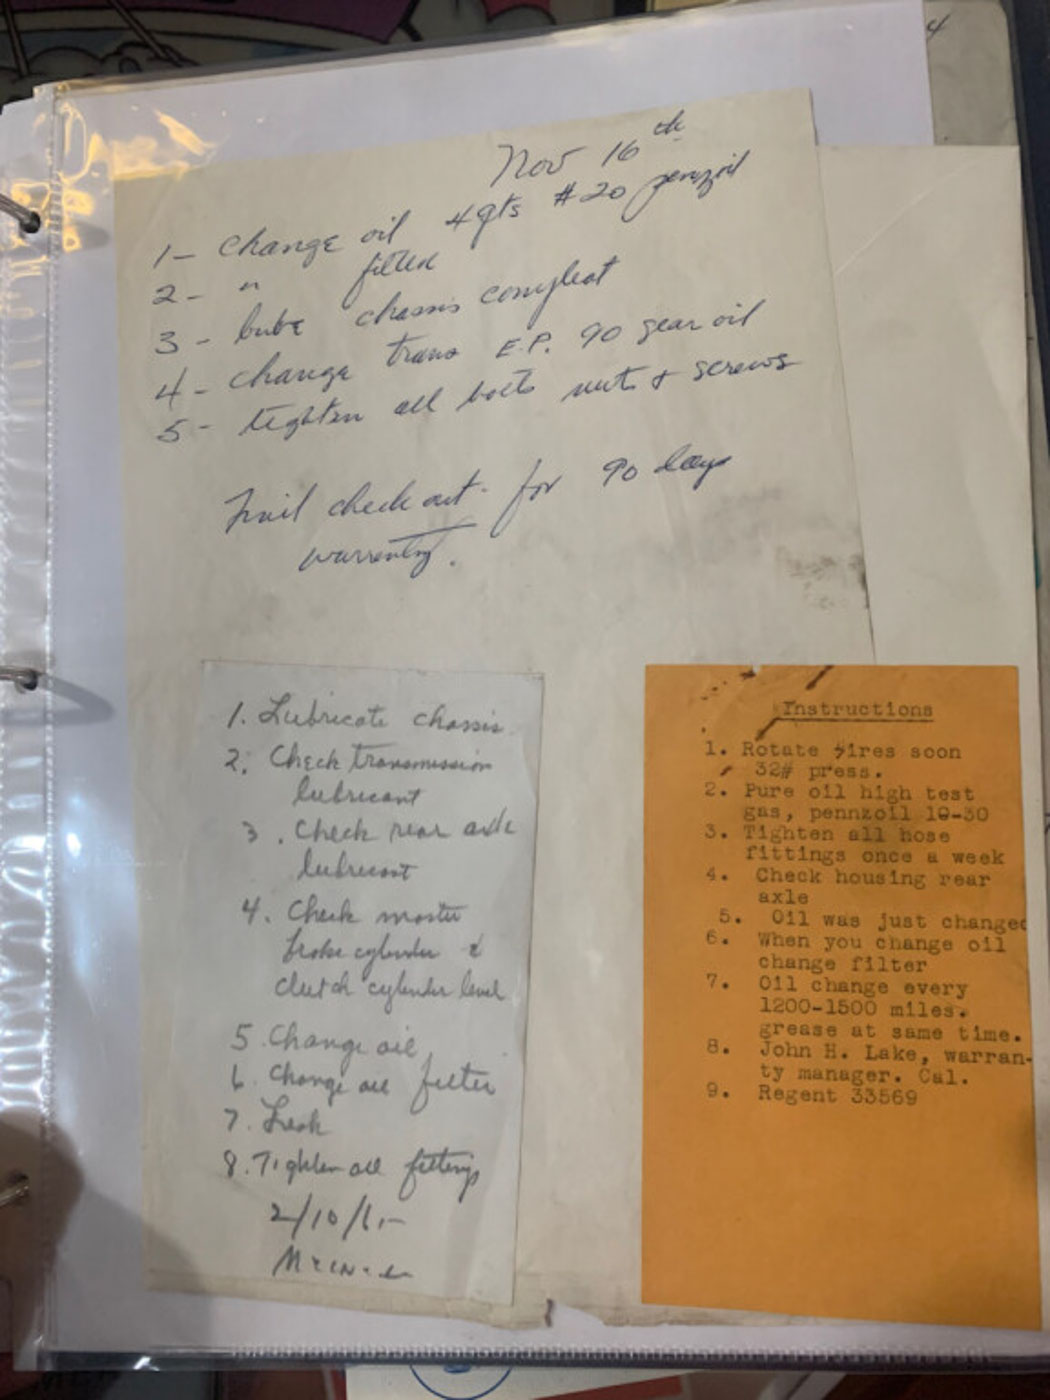 4
Nov 16th
1- change oil 4 qts #20 penzoil
2- " filter
3- lube chassis compleat
4- change trans E.P. 90 gear oil
5- tighten all bolts nuts & screws
check out - for 90 days
warrenty.
1. Lubricate chassis
2. Check transmission
lubricant
3. Check rear axle
lubricant
4. Check master
brake cylinder &
clutch cylinder level
5. Change oil
6. Change oil filter
7.
8. Tighten all fittings
2/10/61-
Instructions
1. Rotate tires soon
32# press.
2. Pure oil high test
gas, pennzoil 10-30
3. Tighten all hose
fittings once a week
4. Check housing rear
axle
5. Oil was just changed
6. When you change oil
change filter
7. Oil change every
1200-1500 miles.
grease at same time.
8. John H. Lake, warran-
ty manager. Cal.
9. Regent 33569